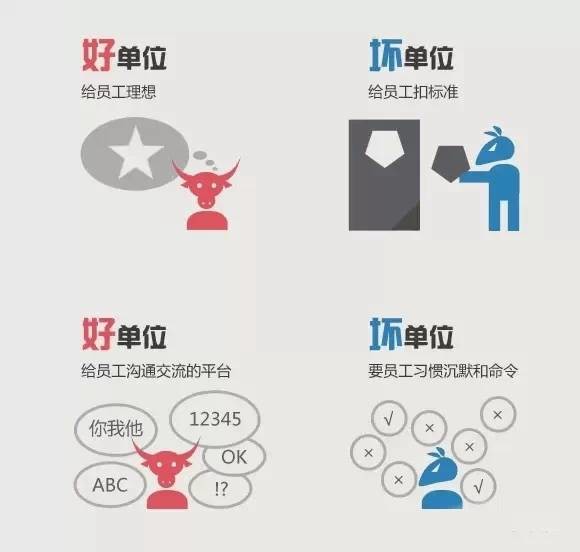 好单位
给员工理想
坏单位
给员工扣标准
好单位
给员工沟通交流的平台
你我他
12345
OK
ABC
!?
坏单位
要员工习惯沉默和命令
√
×
×
×
×
×
√